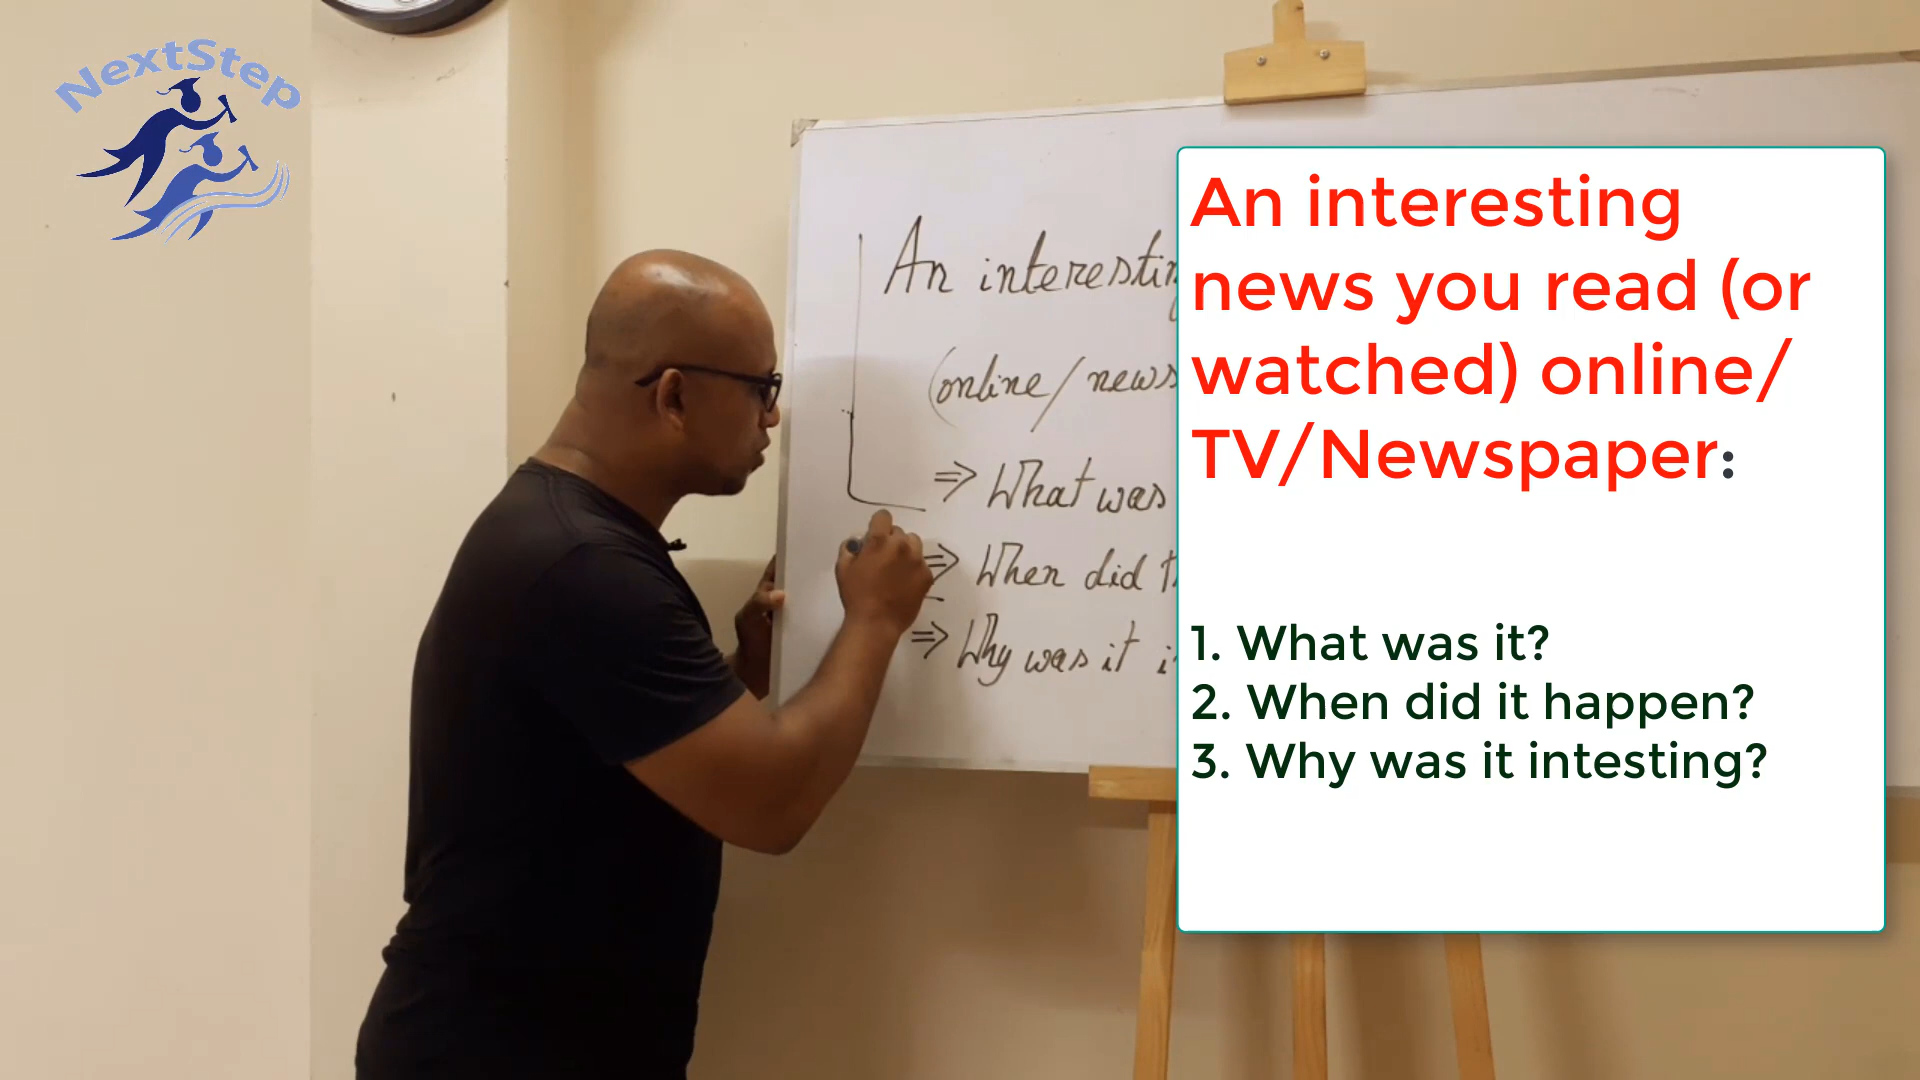 NextStep
An interesting
(online/news
⇒ What was
⇒ When did
⇒ Why was it
An interesting
news you read (or
watched) online/
TV/Newspaper:
1. What was it?
2. When did it happen?
3. Why was it intesting?